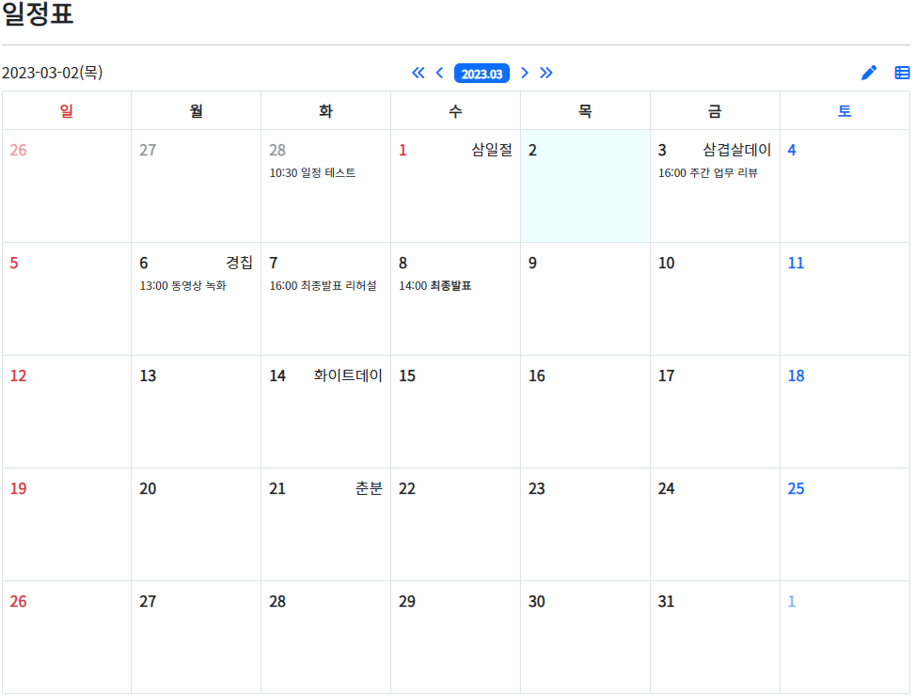 일정표
2023-03-02(목) 2023.03
일 월 화 수 목 금 토
26 27 28 1 삼일절 2 3 삼겹살데이 4
10:30 일정 테스트 16:00 주간 업무 리뷰
5 6 경칩 7 8 9 10 11
13:00 동영상 녹화 16:00 최종발표 리허설 14:00 최종발표
12 13 14 화이트데이 15 16 17 18
19 20 21 춘분 22 23 24 25
26 27 28 29 30 31 1